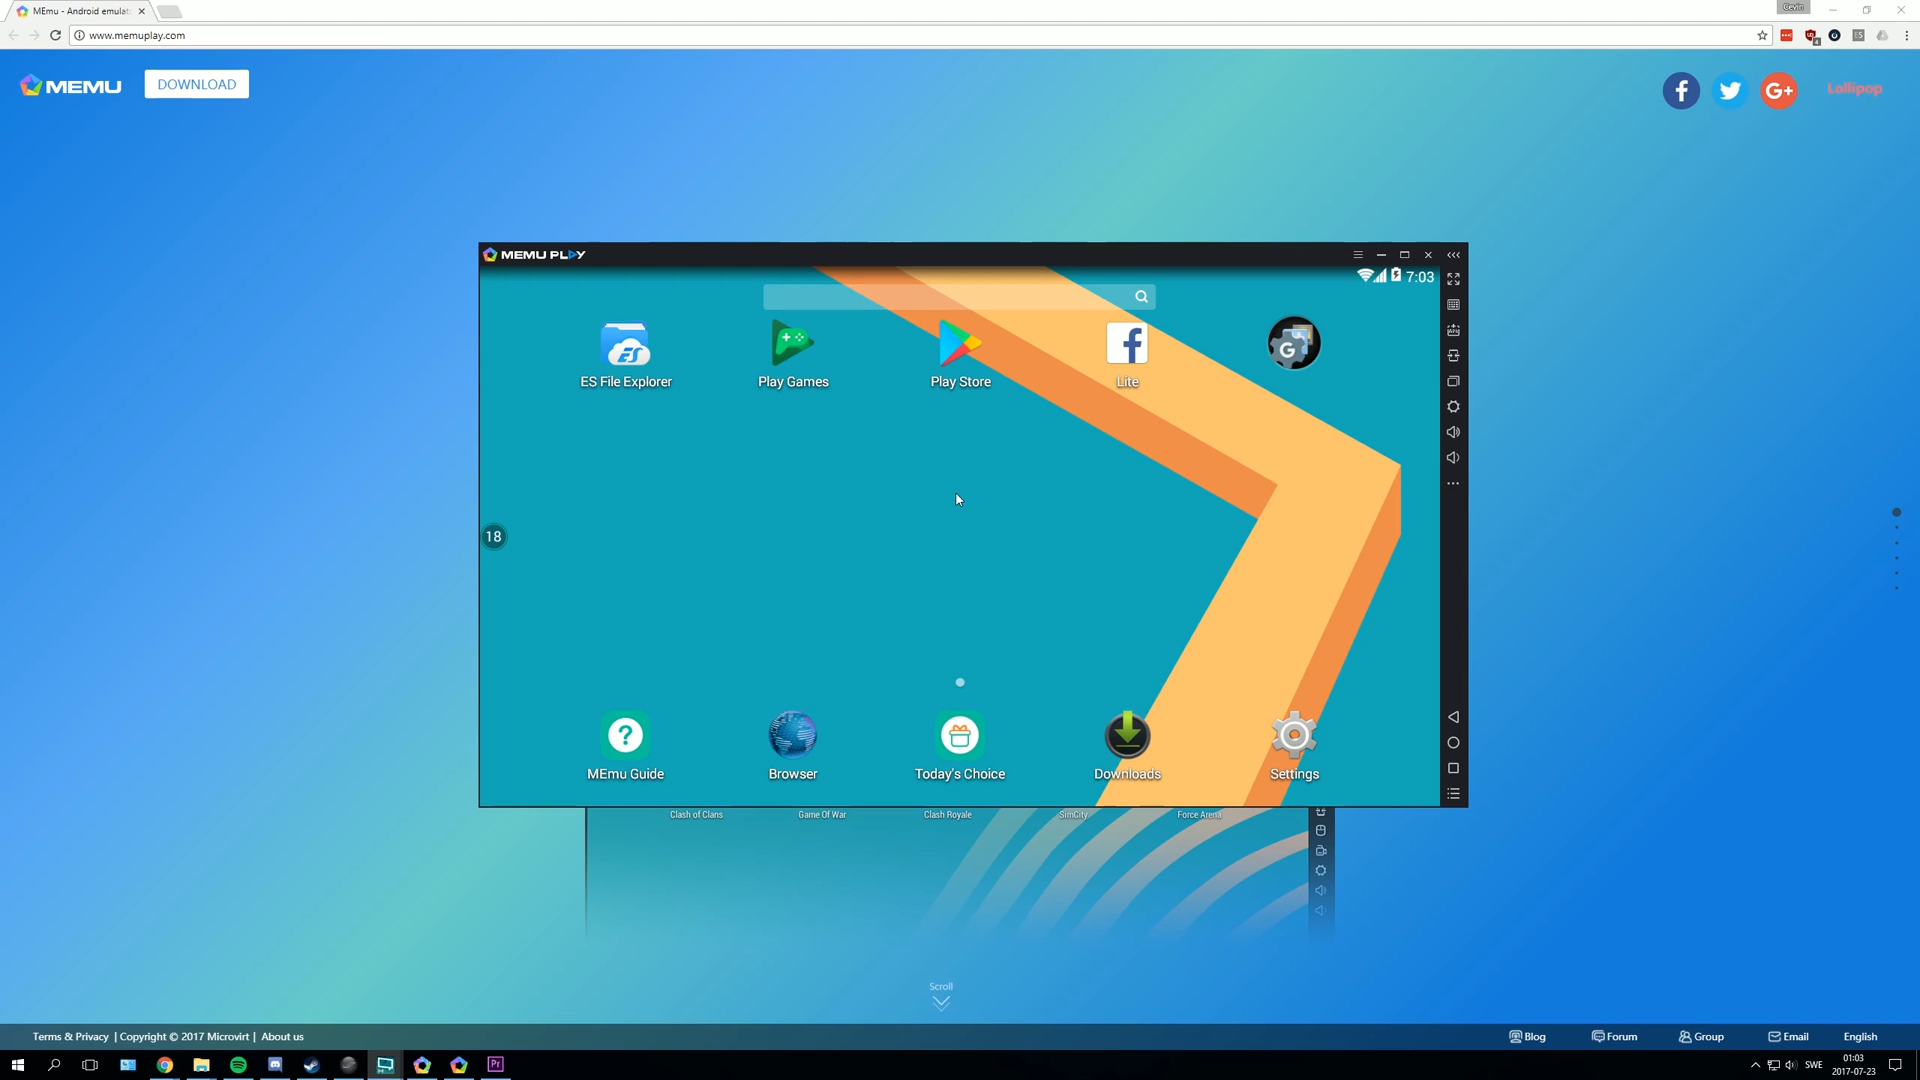 MEmu - Android emulat
Cevin
www.memuplay.com
MEMU
DOWNLOAD
f
G+
Lollipop
MEMU PLAY
7:03
ES
G
ES File Explorer
Play Games
Play Store
Lite
18
?
MEmu Guide
Browser
Today's Choice
Downloads
Settings
Clash of Clans
Game Of War
Clash Royale
SimCity
Force Arena
Scroll
Terms & Privacy | Copyright © 2017 Microvirt | About us
Blog
Forum
Group
Email
English
Pr
SWE
01:03
2017-07-23